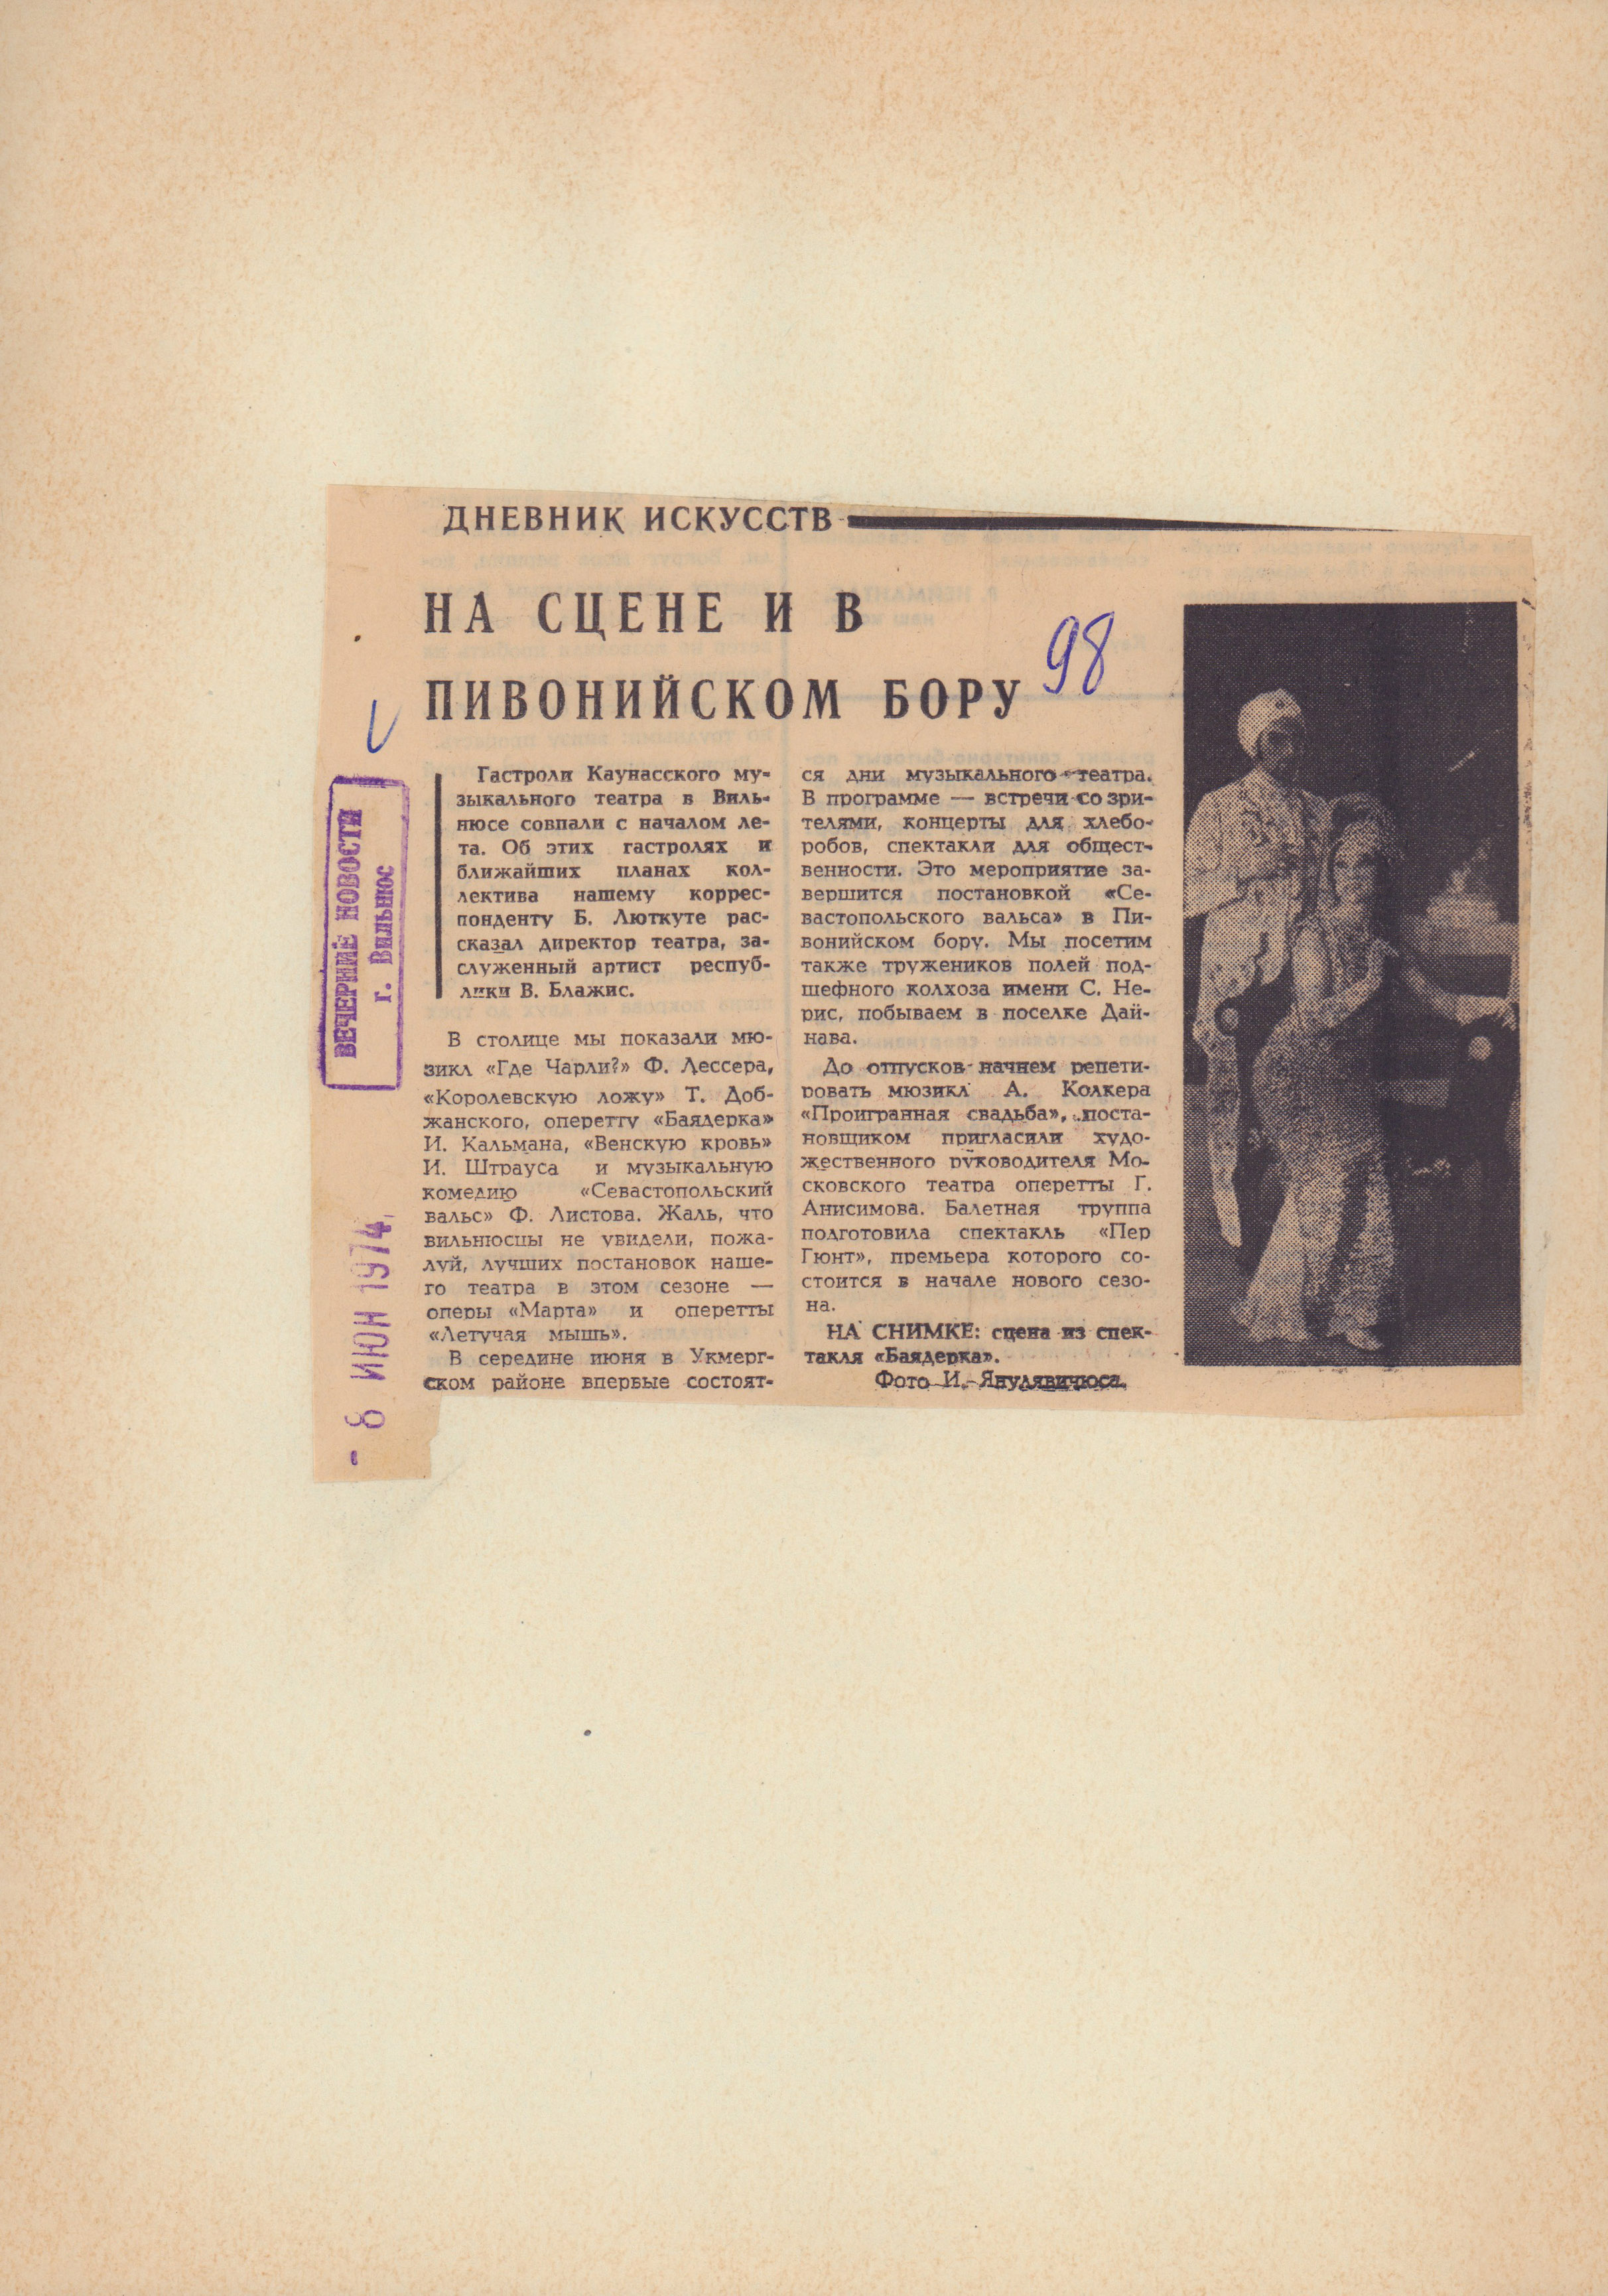 ДНЕВНИК ИСКУССТВ
НА СЦЕНЕ И В
ПИВОНИЙСКОМ БОРУ
98
ВЕЧЕРНИЕ НОВОСТИ
г. Вильнюс
- 8 ИЮН 1974
Гастроли Каунасского му-
зыкального театра в Виль-
нюсе совпали с началом ле-
та. Об этих гастролях и
ближайших планах кол-
лектива нашему коррес-
понденту Б. Люткуте рас-
сказал директор театра, за-
служенный артист респуб-
лики В. Блажис.
В столице мы показали мю-
зикл «Где Чарли?» Ф. Лессера,
«Королевскую ложу» Т. Доб-
жанского, оперетту «Баядерка»
И. Кальмана, «Венскую кровь»
И. Штрауса и музыкальную
комедию «Севастопольский
вальс» Ф. Листова. Жаль, что
вильнюсцы не увидели, пожа-
луй, лучших постановок наше-
го театра в этом сезоне —
оперы «Марта» и оперетты
«Летучая мышь».
В середине июня в Укмерг-
ском районе впервые состоят-
ся дни музыкального театра.
В программе — встречи со зри-
телями, концерты для хлебо-
робов, спектакли для общест-
венности. Это мероприятие за-
вершится постановкой «Се-
вастопольского вальса» в Пи-
вонийском бору. Мы посетим
также тружеников полей под-
шефного колхоза имени С. Не-
рис, побываем в поселке Дай-
нава.
До отпусков начнем репети-
ровать мюзикл А. Колкера
«Проигранная свадьба», поста-
новщиком пригласили худо-
жественного руководителя Мо-
сковского театра оперетты Г.
Анисимова. Балетная труппа
подготовила спектакль «Пер
Гюнт», премьера которого со-
стоится в начале нового сезо-
на.
НА СНИМКЕ: сцена из спек-
такля «Баядерка».
Фото И. Янулявичюса.